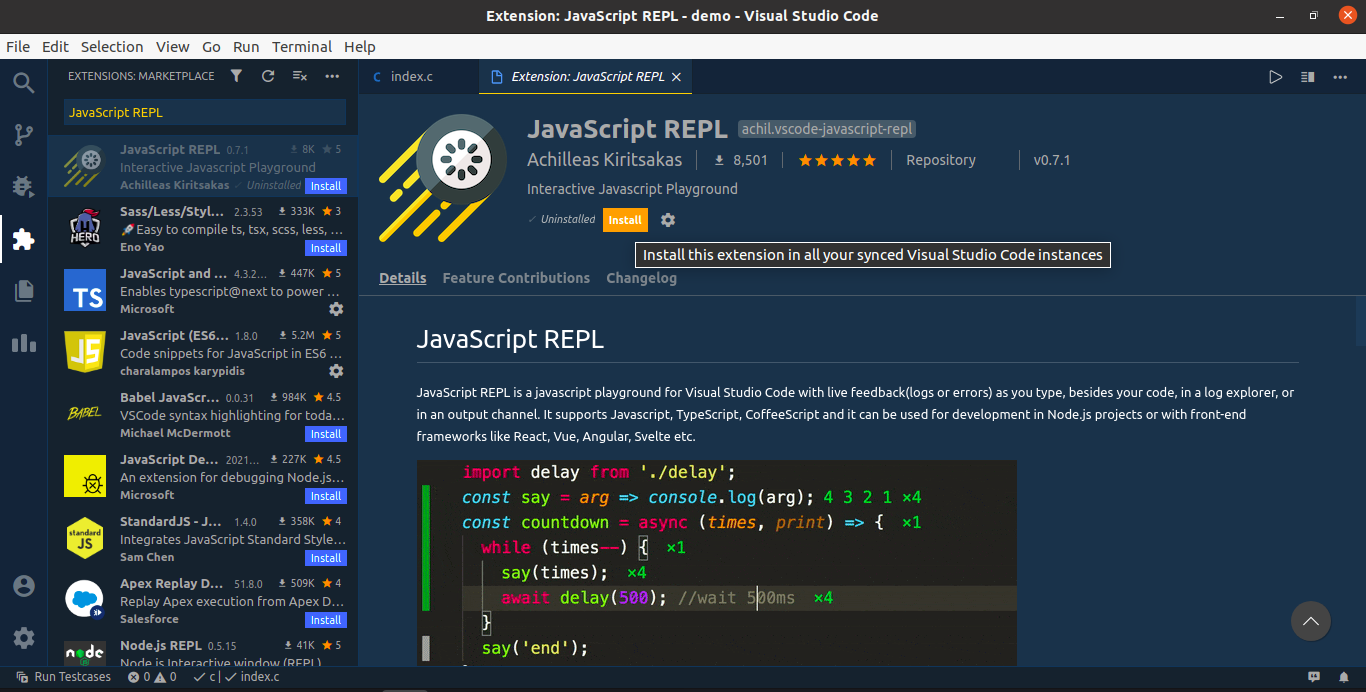 Extension: JavaScript REPL - demo - Visual Studio Code
File Edit Selection View Go Run Terminal Help
EXTENSIONS: MARKETPLACE
JavaScript REPL
JavaScript REPL 0.7.1 8K 5
Interactive Javascript Playground
Achilleas Kiritsakas ✓ Uninstalled Install
HERO
Sass/Less/Styl... 2.3.53 333K 3
🚀Easy to compile ts, tsx, scss, less, ...
Eno Yao
Install
TS
JavaScript and ... 4.3.2... 447K 5
Enables typescript@next to power ...
Microsoft
JS
JavaScript (ES6... 1.8.0 5.2M 5
Code snippets for JavaScript in ES6 ...
charalampos karypidis
BABEL
Babel JavaScr... 0.0.31 984K 4.5
VSCode syntax highlighting for toda...
Michael McDermott
Install
JavaScript De... 2021... 227K 4.5
An extension for debugging Node.js...
Microsoft
Install
standard
JS
StandardJS - J... 1.4.0 358K 4
Integrates JavaScript Standard Style...
Sam Chen
Install
Apex Replay D... 51.8.0 509K 4
Replay Apex execution from Apex D...
Salesforce
Install
node
Node.js REPL 0.5.15 41K 5
Node.js Interactive window (REPL)
C index.c
Extension: JavaScript REPL ×
JavaScript REPL achil.vscode-javascript-repl
Achilleas Kiritsakas 8,501 ★★★★★ Repository v0.7.1
Interactive Javascript Playground
✓ Uninstalled Install
Install this extension in all your synced Visual Studio Code instances
Details Feature Contributions Changelog
JavaScript REPL
JavaScript REPL is a javascript playground for Visual Studio Code with live feedback(logs or errors) as you type, besides your code, in a log explorer, or
in an output channel. It supports Javascript, TypeScript, CoffeeScript and it can be used for development in Node.js projects or with front-end
frameworks like React, Vue, Angular, Svelte etc.
import delay from './delay';
const say = arg => console.log(arg); 4 3 2 1 ×4
const countdown = async (times, print) => { ×1
while (times--) { ×1
say(times); ×4
await delay(500); //wait 500ms ×4
}
say('end');
Run Testcases 0 0 ✓ c | ✓ index.c